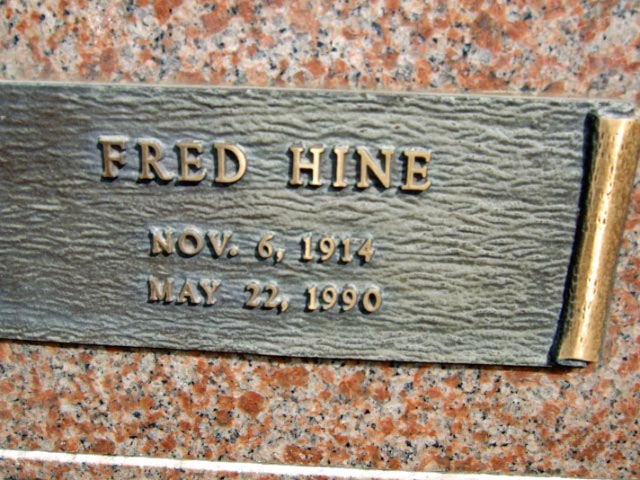 FRED HINE
NOV. 6, 1914
MAY 22, 1990